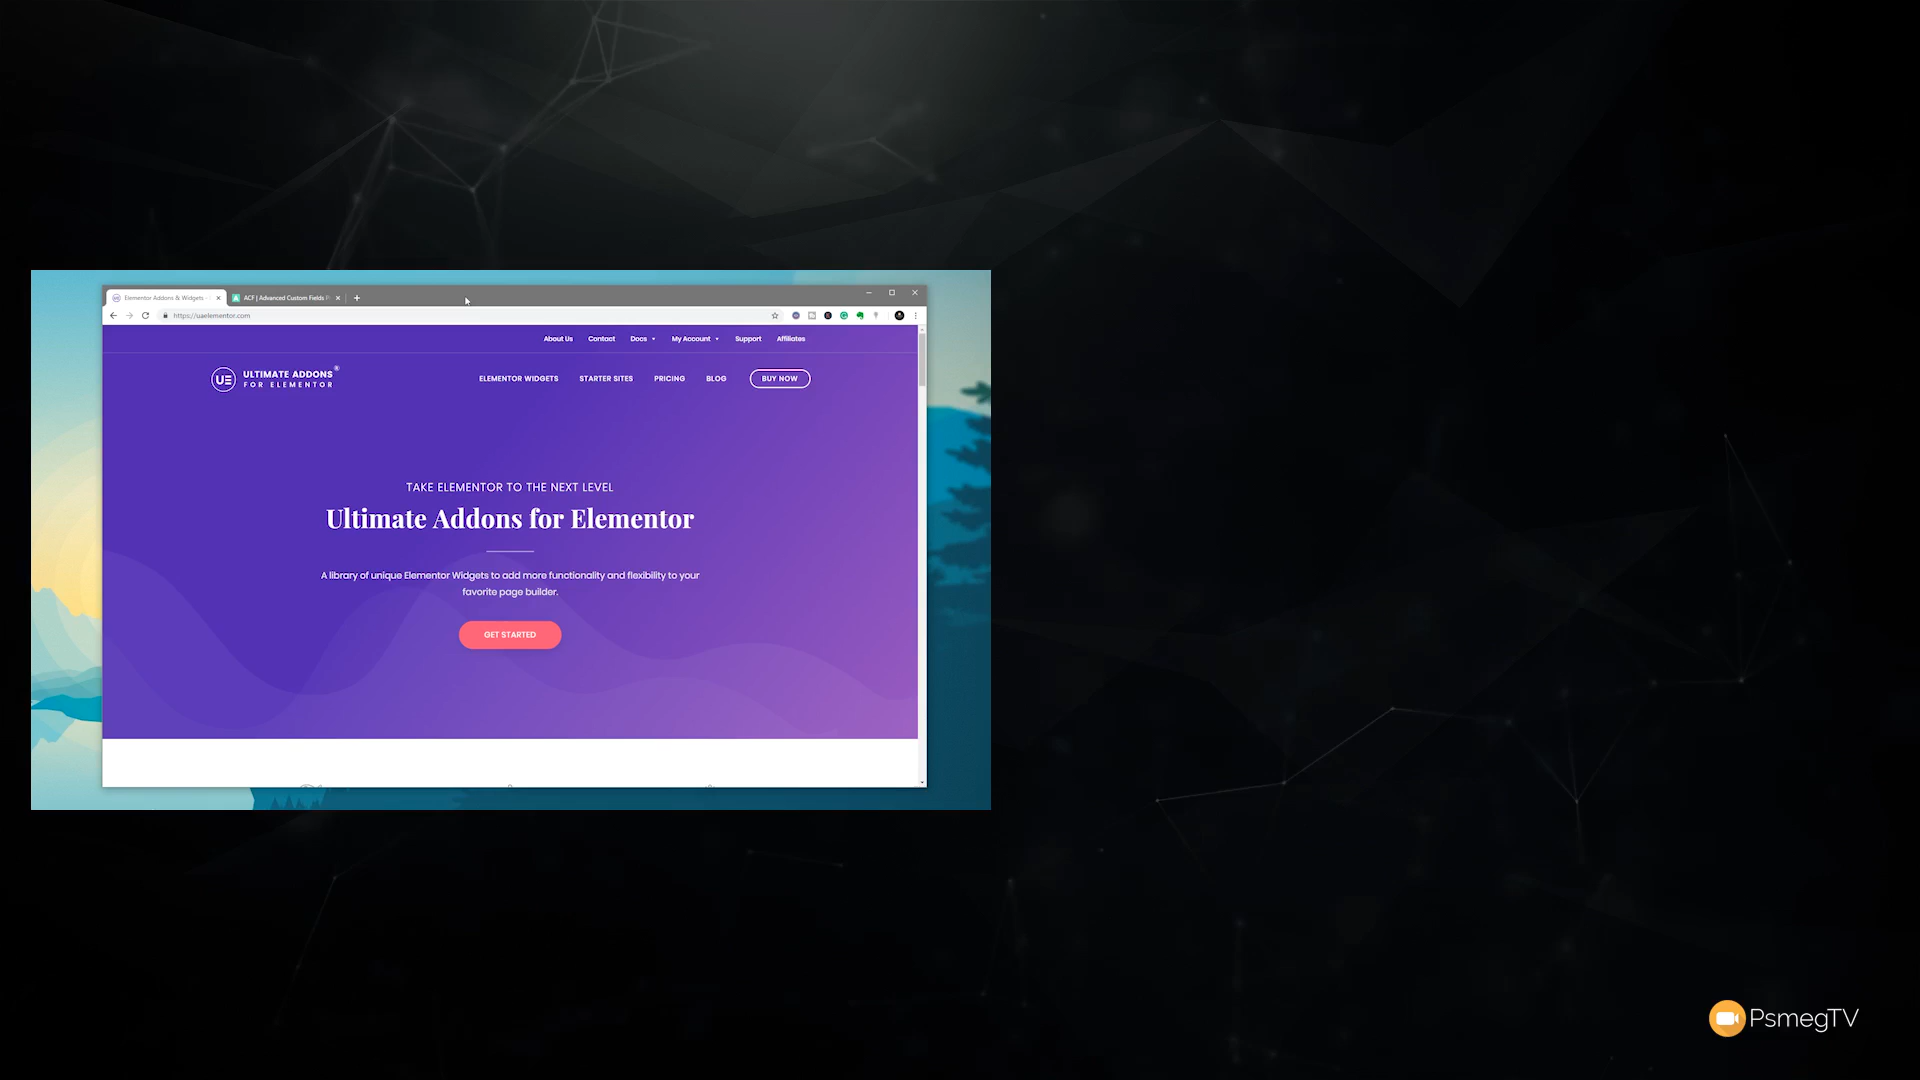 Elementor Addons & Widgets -
ACF | Advanced Custom Fields P
https://uaelementor.com
About Us Contact Docs My Account Support Affiliates
UE ULTIMATE ADDONS ®
FOR ELEMENTOR
ELEMENTOR WIDGETS STARTER SITES PRICING BLOG BUY NOW
TAKE ELEMENTOR TO THE NEXT LEVEL
Ultimate Addons for Elementor
A library of unique Elementor Widgets to add more functionality and flexibility to your
favorite page builder.
GET STARTED
PsmegTV